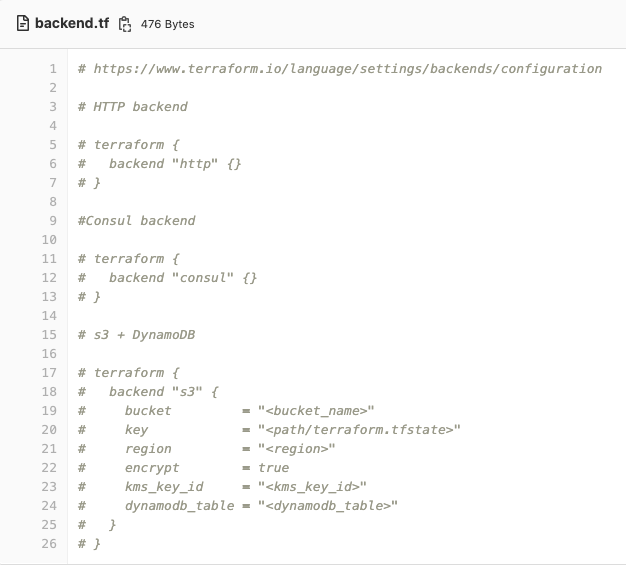 backend.tf 476 Bytes
1 # https://www.terraform.io/language/settings/backends/configuration
2
3 # HTTP backend
4
5 # terraform {
6 #   backend "http" {}
7 # }
8
9 #Consul backend
10
11 # terraform {
12 #   backend "consul" {}
13 # }
14
15 # s3 + DynamoDB
16
17 # terraform {
18 #   backend "s3" {
19 #     bucket         = "<bucket_name>"
20 #     key            = "<path/terraform.tfstate>"
21 #     region         = "<region>"
22 #     encrypt        = true
23 #     kms_key_id     = "<kms_key_id>"
24 #     dynamodb_table = "<dynamodb_table>"
25 #   }
26 # }